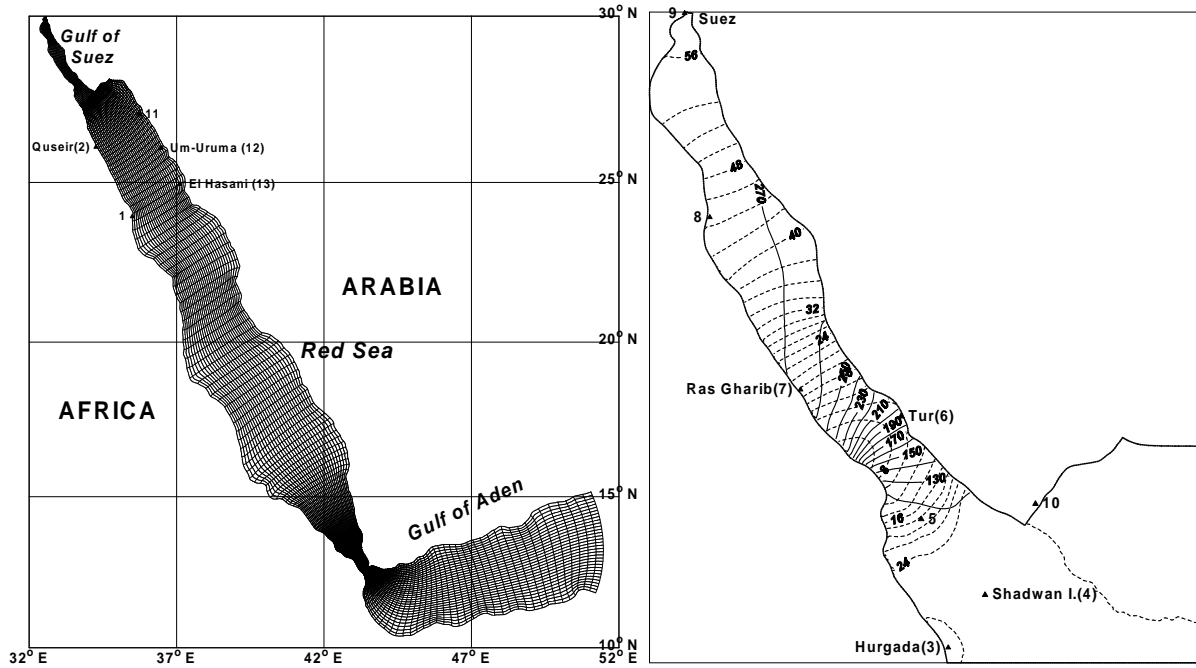 30° N
Gulf of
Suez
11
Quseir(2)
Um-Uruma (12)
25° N
El Hasani (13)
1
ARABIA
20° N
Red Sea
AFRICA
15° N
Gulf of Aden
10° N
32° E
37° E
42° E
47° E
52° E
9
Suez
56
48
270
8
40
32
24
Ras Gharib(7)
230
210
190
Tur(6)
170
150
8
130
10
16
5
24
Shadwan I.(4)
Hurgada(3)